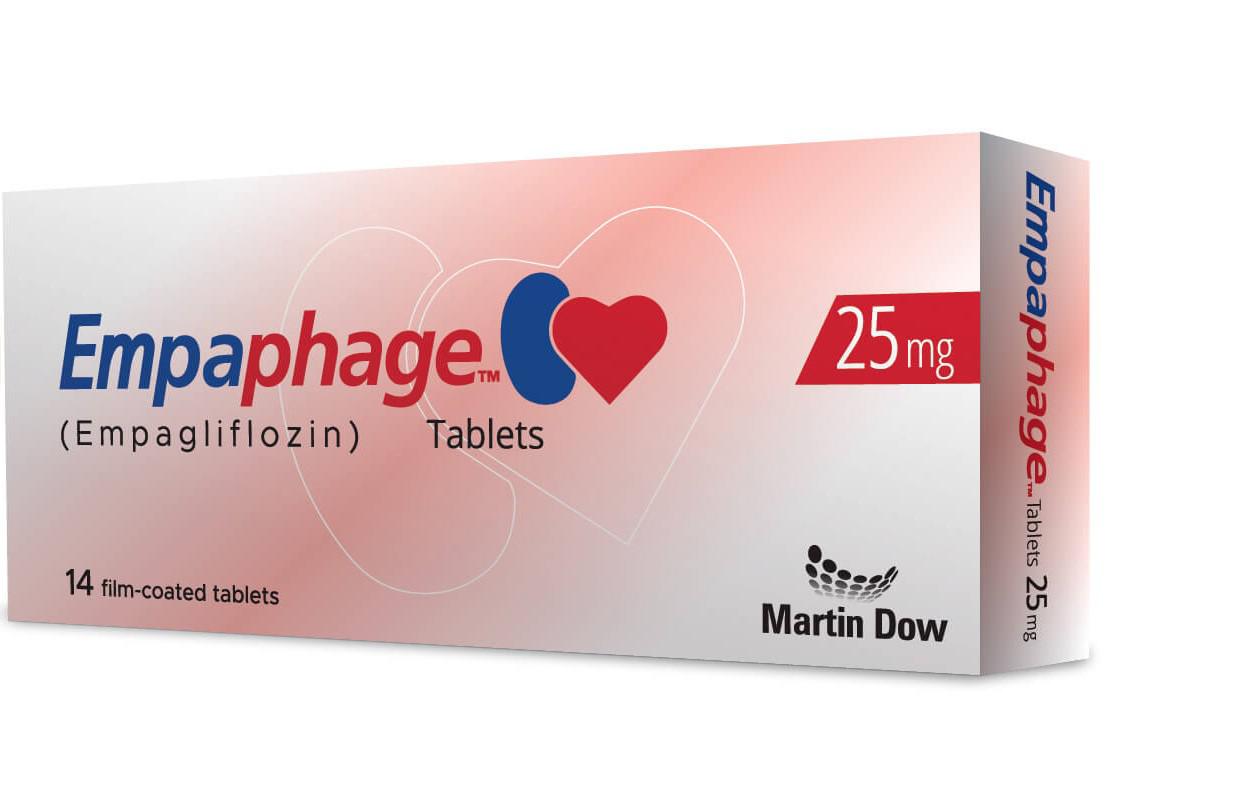 Empaphage™
(Empagliflozin) Tablets
25 mg
14 film-coated tablets
Martin Dow
Empaphage™ Tablets 25 mg